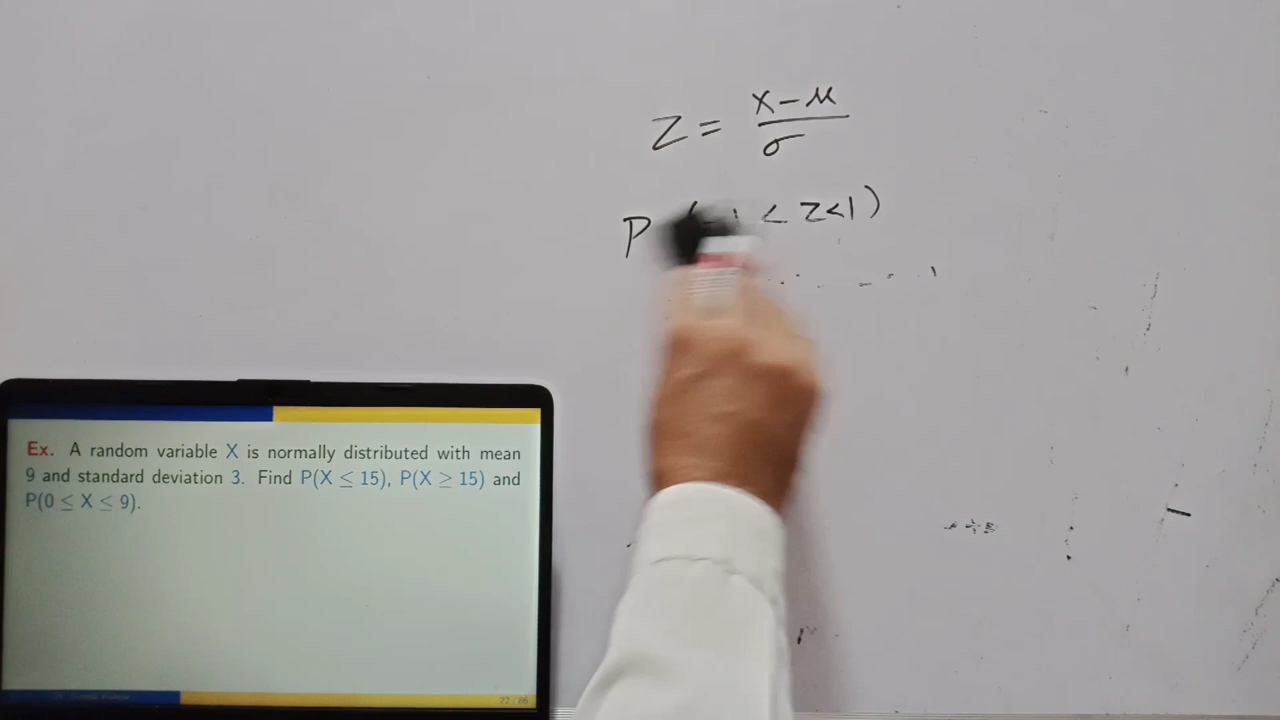 Z = X - μ / σ
P (-1 < Z < 1)
Ex. A random variable X is normally distributed with mean
9 and standard deviation 3. Find P(X ≤ 15), P(X ≥ 15) and
P(0 ≤ X ≤ 9).